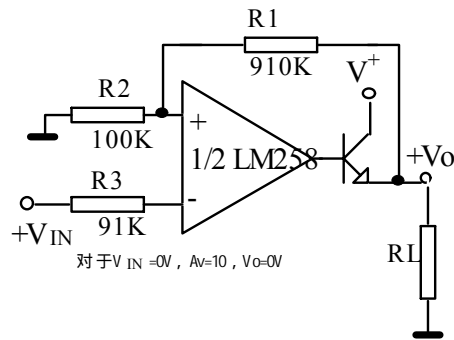 R1
910K
V+
R2
100K
+
1/2 LM258
+Vo
R3
-
+VIN
91K
RL
对于V IN =0V , Av=10 , Vo=0V